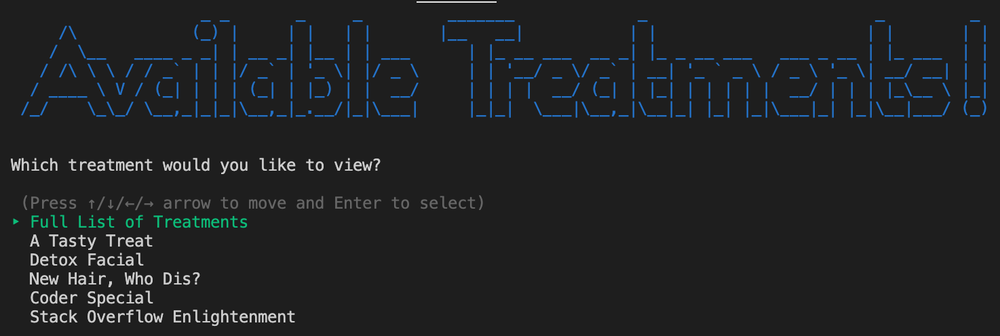 Available Treatments!
Which treatment would you like to view?
(Press ↑/↓/←/→ arrow to move and Enter to select)
‣ Full List of Treatments
A Tasty Treat
Detox Facial
New Hair, Who Dis?
Coder Special
Stack Overflow Enlightenment